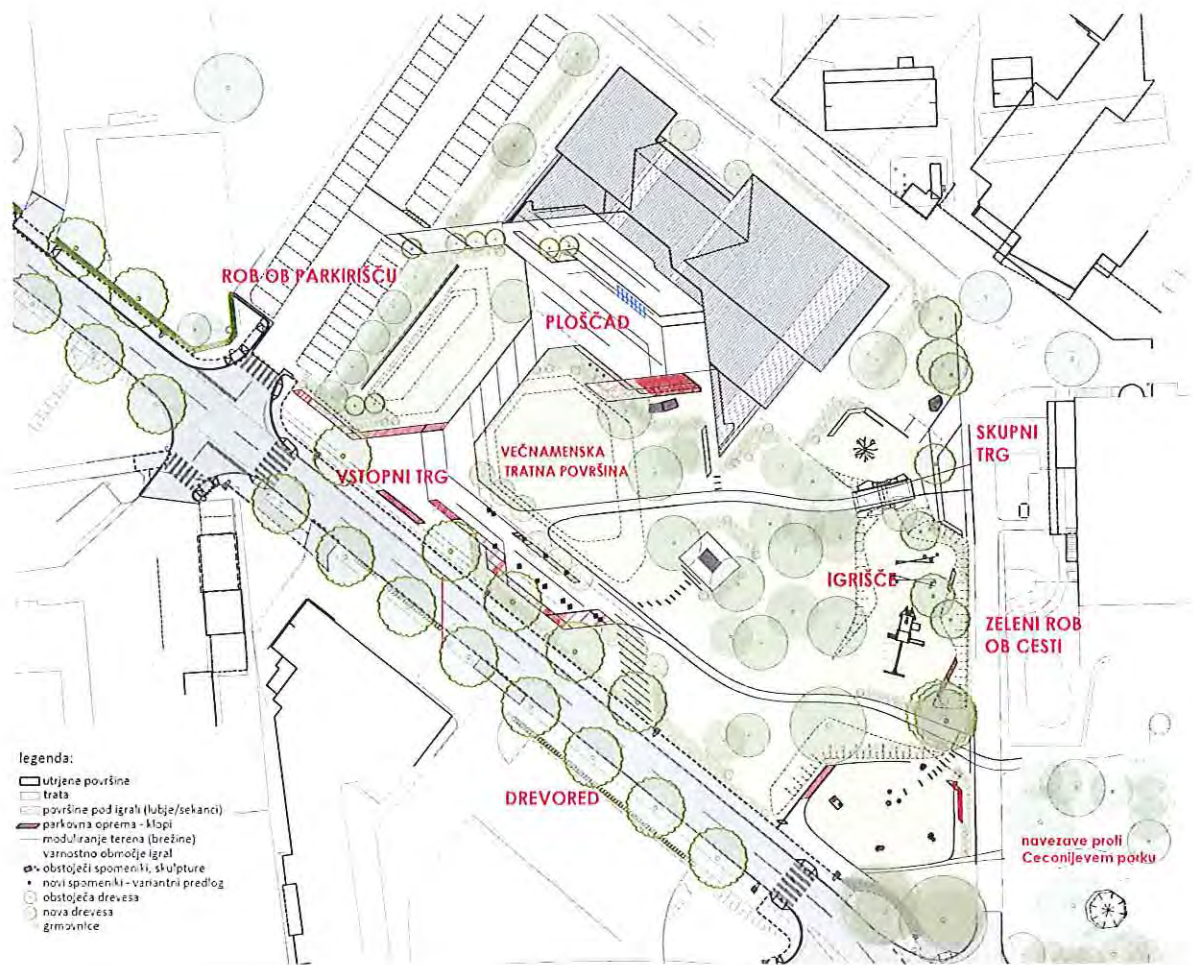 ROB OB PARKIRIŠČU
PLOŠČAD
VSTOPNI TRG
VEČNAMENSKA
TRATNA POVRŠINA
SKUPNI
TRG
IGRIŠČE
ZELENI ROB
OB CESTI
DREVORED
navezave proti
Ceconijevem parku
legenda:
utrjene površine
trata
površine pod igrali (lubje/sekanci)
parkovna oprema - klopi
moduliranje terena (brežine)
varnostno območje igral
obstoječi spomeniki, skulpture
novi spomeniki - variantni predlog
obstoječa drevesa
nova drevesa
grmovnice